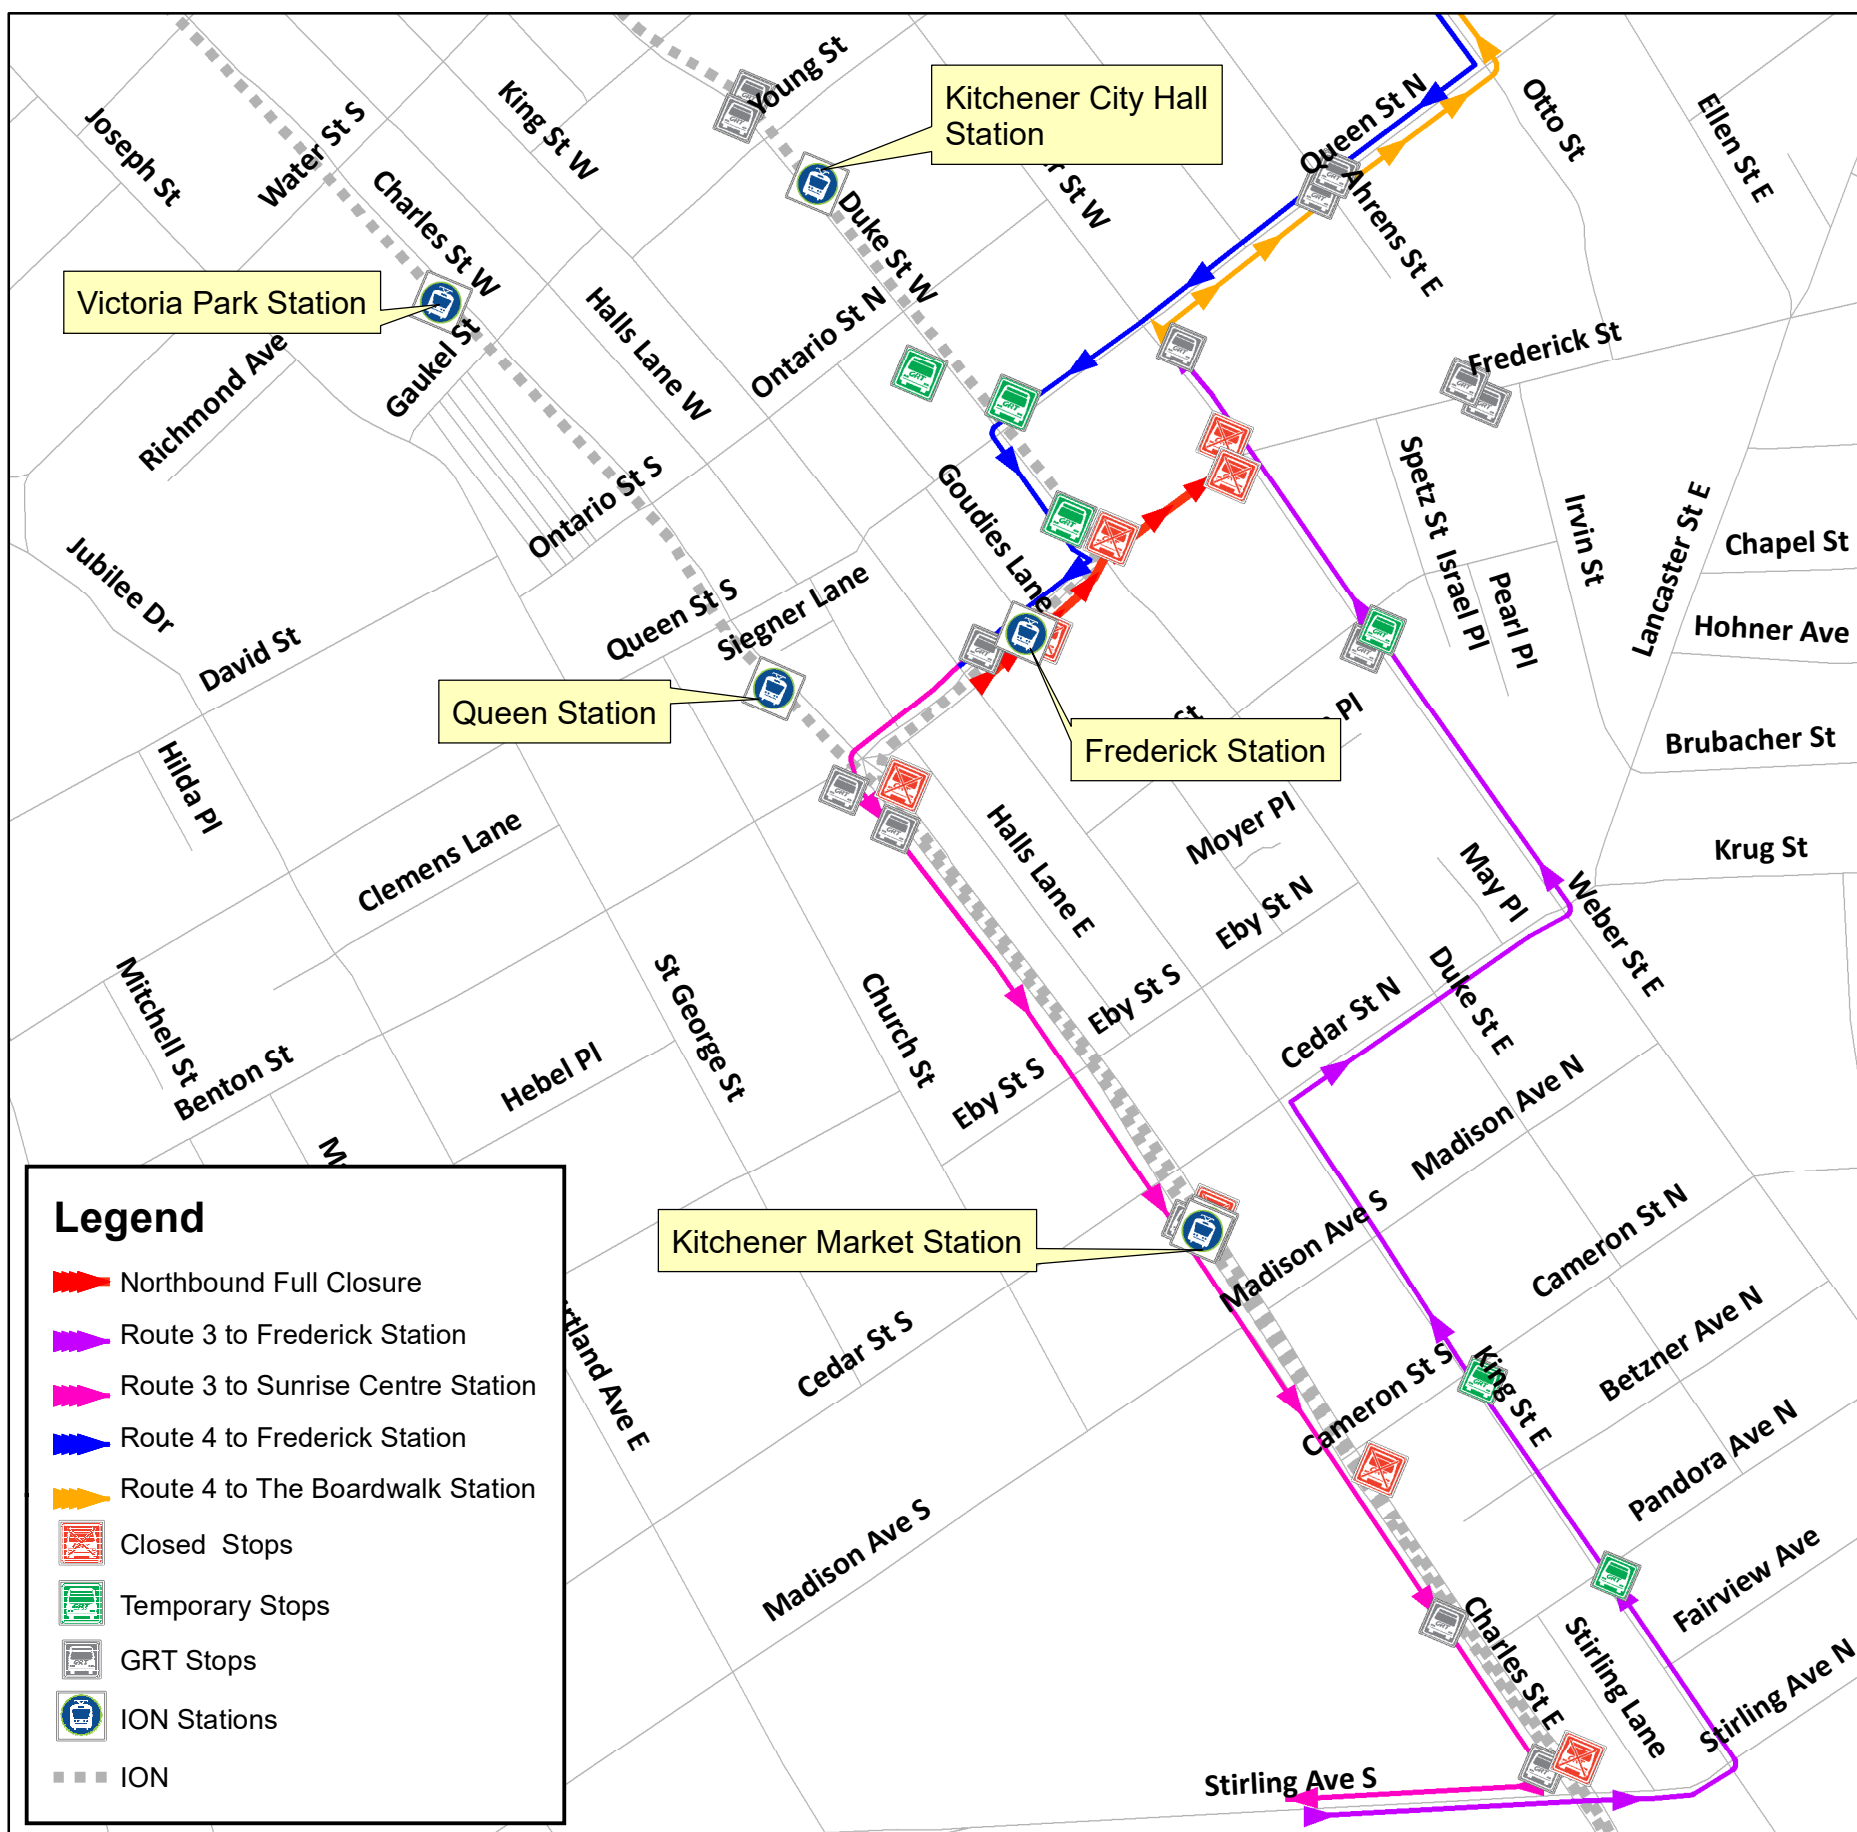 Young St
Kitchener City Hall
Station
Queen St N
Otto St
Ellen St E
King St W
Joseph St
Water St S
Charles St W
Duke St W
r St W
Ahrens St E
Victoria Park Station
Halls Lane W
Ontario St N
Frederick St
Richmond Ave
Gaukel St
Goudies Lane
Spetz St
Irvin St
Lancaster St E
Chapel St
Ontario St S
Jubilee Dr
Israel Pl
Pearl Pl
Hohner Ave
Queen St S
Siegner Lane
David St
Queen Station
St
Pl
Frederick Station
Brubacher St
Hilda Pl
Halls Lane E
Moyer Pl
May Pl
Krug St
Clemens Lane
Eby St N
Weber St E
Mitchell St
St George St
Church St
Eby St S
Cedar St N
Duke St E
Benton St
Hebel Pl
Eby St S
Madison Ave N
Kitchener Market Station
Madison Ave S
Cameron St N
Cedar St S
Cameron St S
King St E
Betzner Ave N
rtland Ave E
Pandora Ave N
Madison Ave S
Charles St E
Stirling Lane
Fairview Ave
Stirling Ave N
Stirling Ave S
Legend
Northbound Full Closure
Route 3 to Frederick Station
Route 3 to Sunrise Centre Station
Route 4 to Frederick Station
Route 4 to The Boardwalk Station
Closed Stops
Temporary Stops
GRT Stops
ION Stations
ION